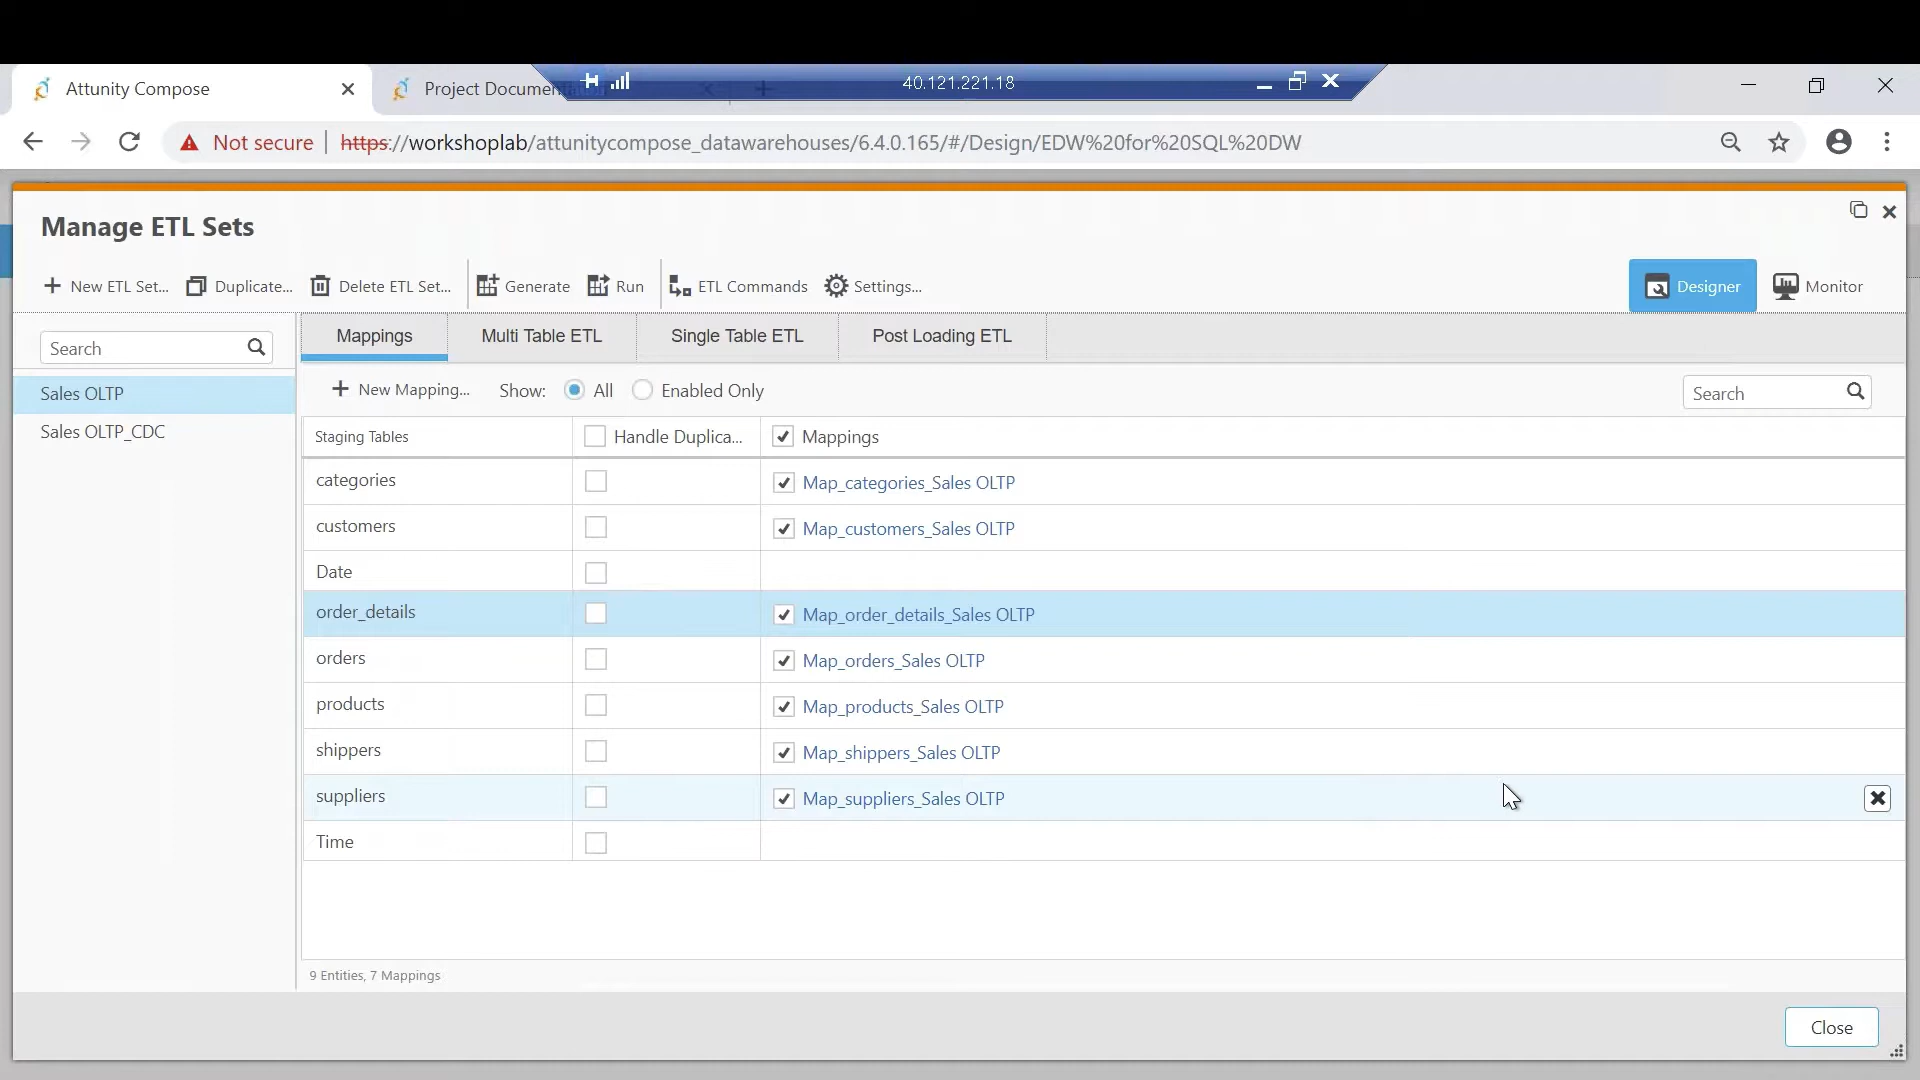 Attunity Compose
Project Documen
40.121.221.18
Not secure
https://workshoplab/attunitycompose_datawarehouses/6.4.0.165/#/Design/EDW%20for%20SQL%20DW
Manage ETL Sets
New ETL Set...
Duplicate...
Delete ETL Set...
Generate
Run
ETL Commands
Settings...
Designer
Monitor
Search
Mappings
Multi Table ETL
Single Table ETL
Post Loading ETL
Sales OLTP
Sales OLTP_CDC
New Mapping...
Show:
All
Enabled Only
Search
Staging Tables
Handle Duplica...
Mappings
categories
Map_categories_Sales OLTP
customers
Map_customers_Sales OLTP
Date
order_details
Map_order_details_Sales OLTP
orders
Map_orders_Sales OLTP
products
Map_products_Sales OLTP
shippers
Map_shippers_Sales OLTP
suppliers
Map_suppliers_Sales OLTP
Time
9 Entities, 7 Mappings
Close